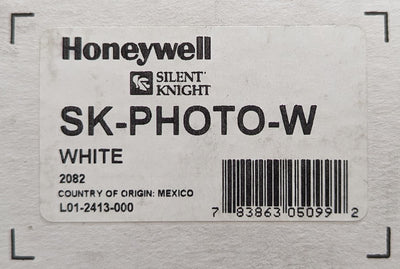 Honeywell
SILENT
KNIGHT
SK-PHOTO-W
WHITE
2082
COUNTRY OF ORIGIN: MEXICO
L01-2413-000
7 83863 05099 2